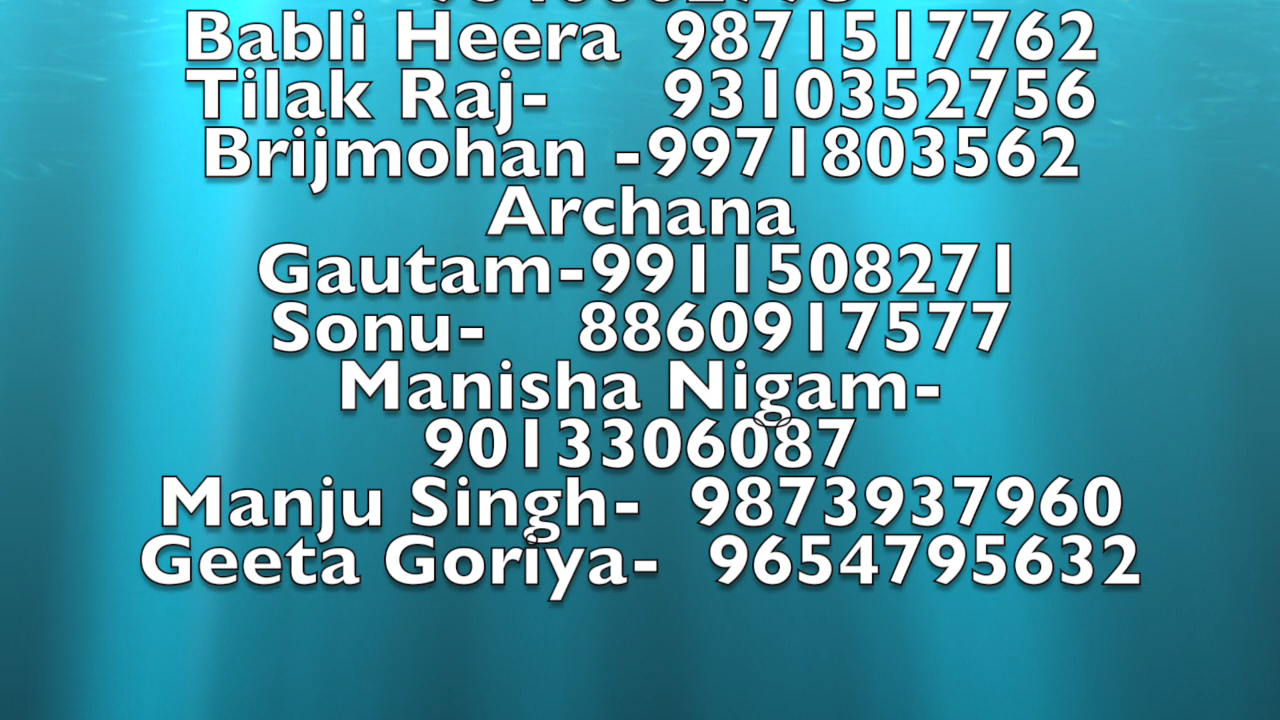 Babli Heera 9871517762
Tilak Raj- 9310352756
Brijmohan -9971803562
Archana
Gautam-9911508271
Sonu- 8860917577
Manisha Nigam-
9013306087
Manju Singh- 9873937960
Geeta Goriya- 9654795632